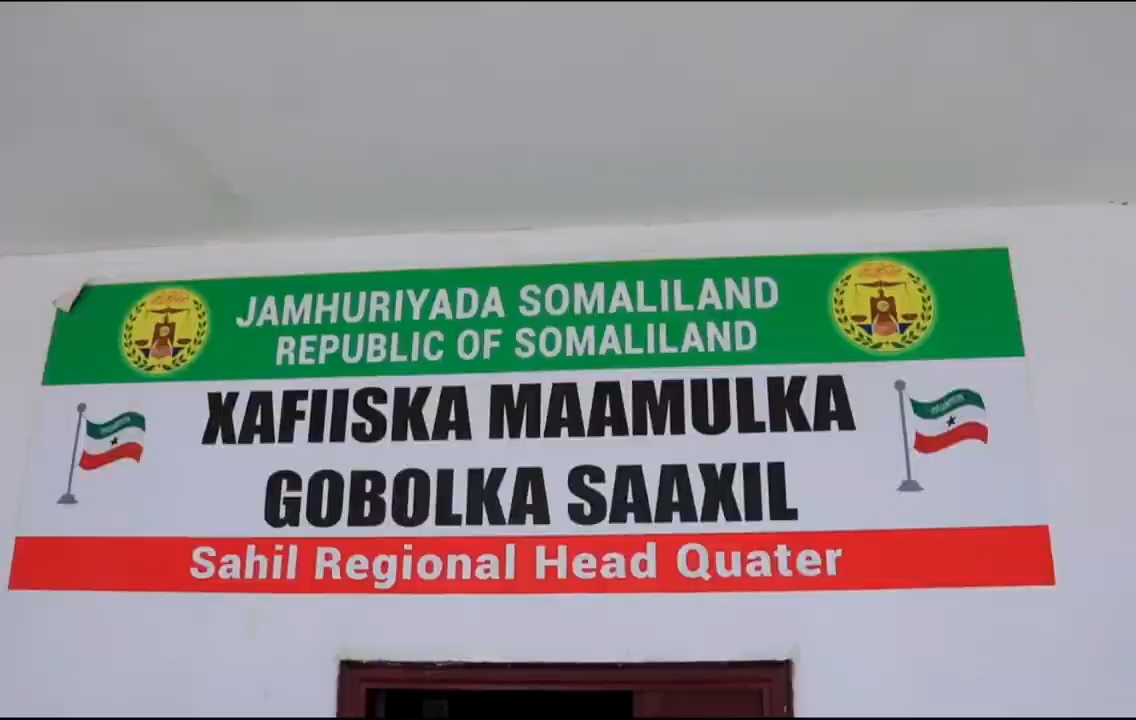 JAMHURIYADA SOMALILAND
REPUBLIC OF SOMALILAND
XAFIISKA MAAMULKA
GOBOLKA SAAXIL
Sahil Regional Head Quater